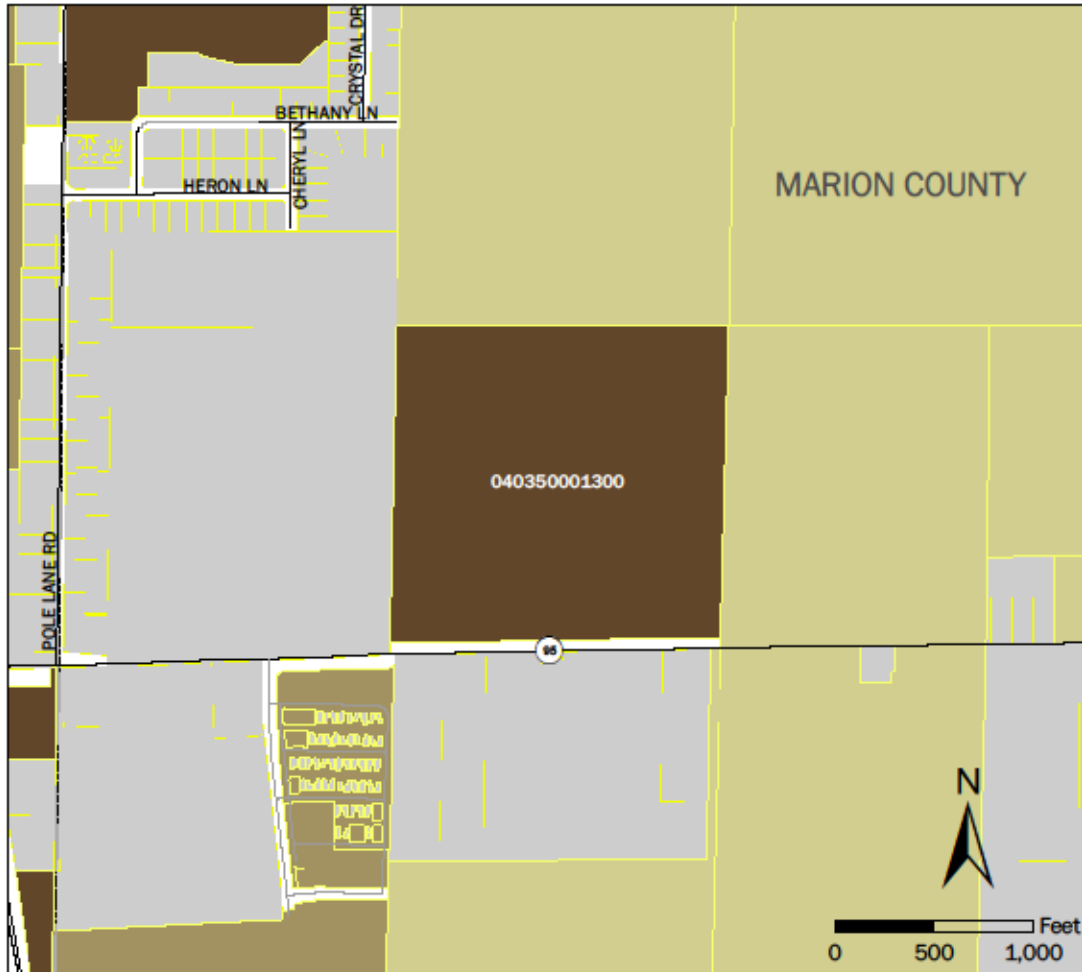 CRYSTAL DR
BETHANY LN
CHERYL LN
HERON LN
MARION COUNTY
040350001300
POLE LANE RD
95
N
Feet
0 500 1,000